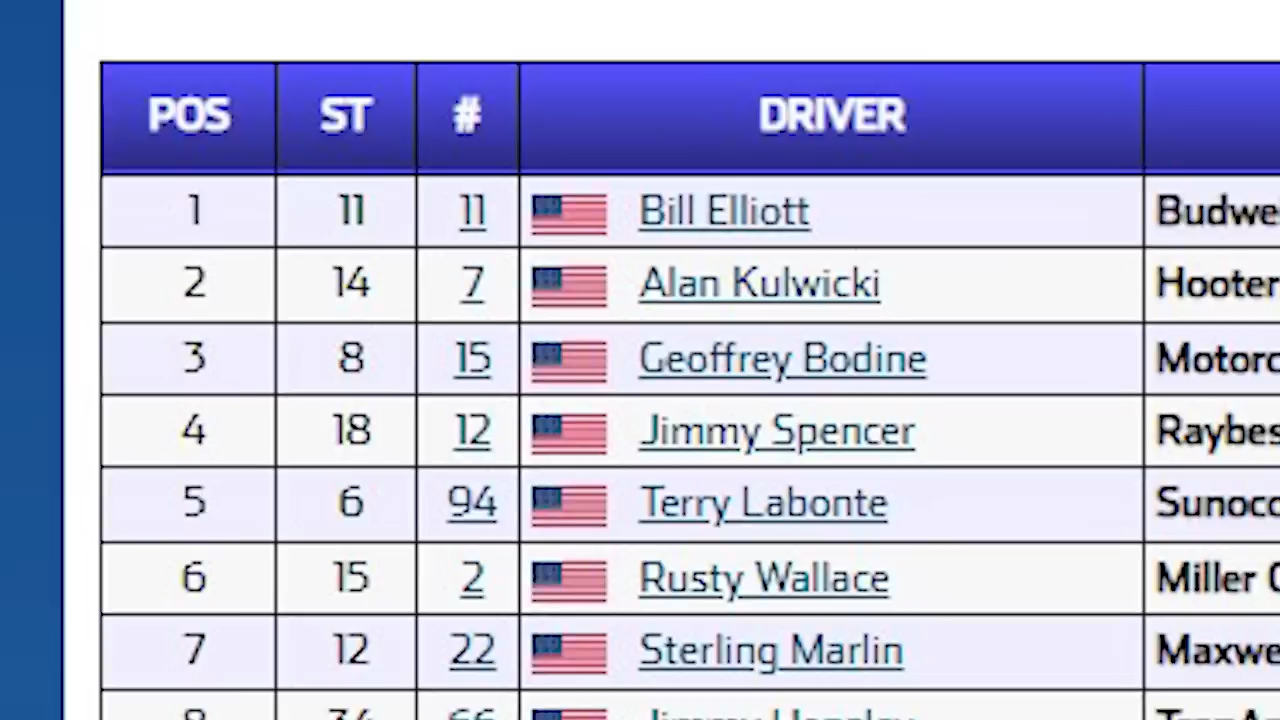 POS ST # DRIVER
1 11 11 Bill Elliott Budwe
2 14 7 Alan Kulwicki Hooter
3 8 15 Geoffrey Bodine Motorc
4 18 12 Jimmy Spencer Raybes
5 6 94 Terry Labonte Sunoco
6 15 2 Rusty Wallace Miller G
7 12 22 Sterling Marlin Maxwe